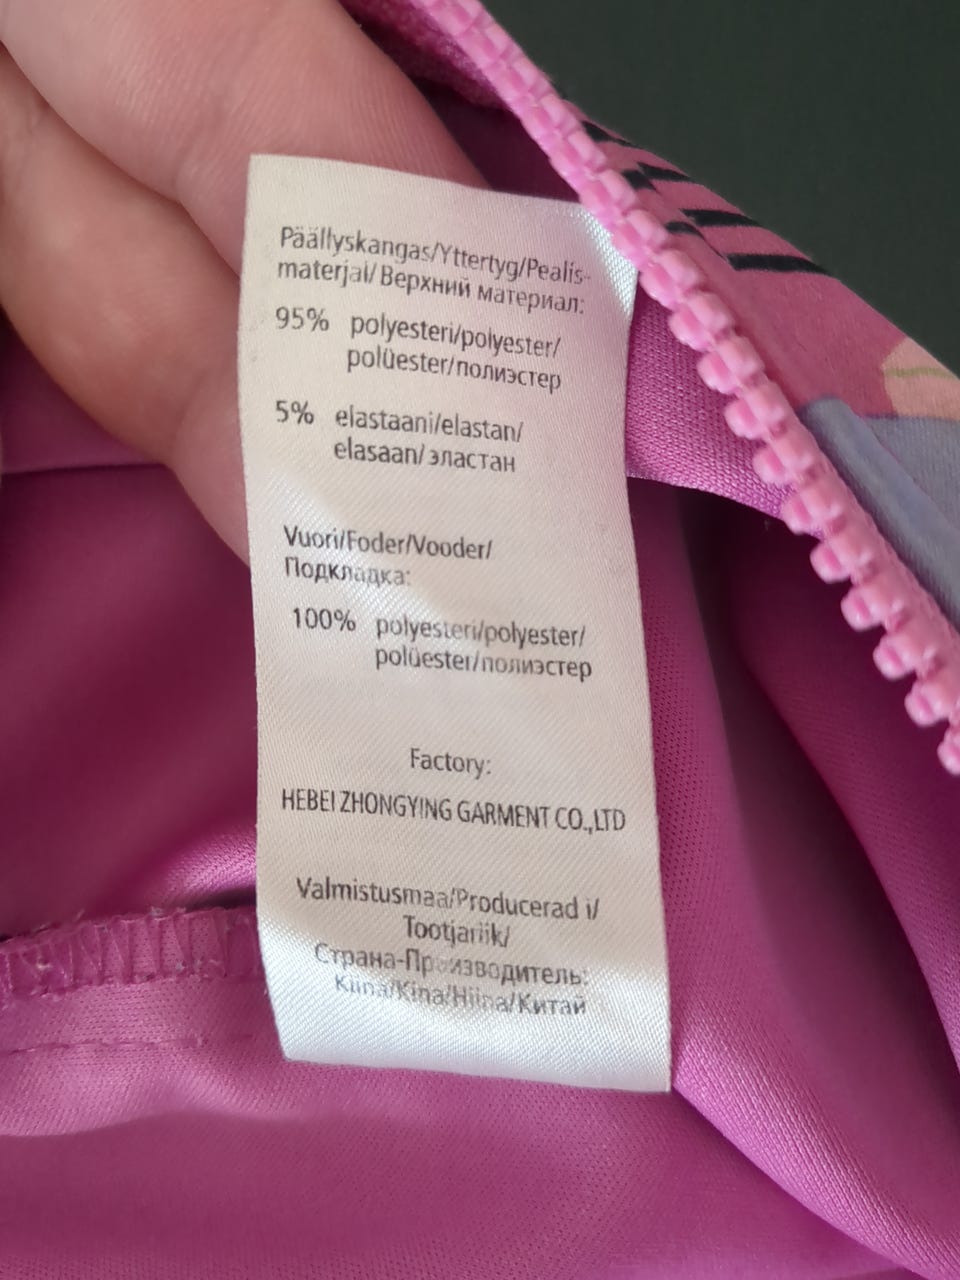 Päällyskangas/Yttertyg/Pealis-
materjal/Верхний материал:
95% polyesteri/polyester/
polüester/полиэстер
5% elastaani/elastan/
elasaan/эластан
Vuori/Foder/Vooder/
Подкладка:
100% polyesteri/polyester/
polüester/полиэстер
Factory:
HEBEI ZHONGYING GARMENT CO.,LTD
Valmistusmaa/Producerad i/
Tootjariik/
Страна-Производитель:
Kiina/Kina/Hiina/Китай